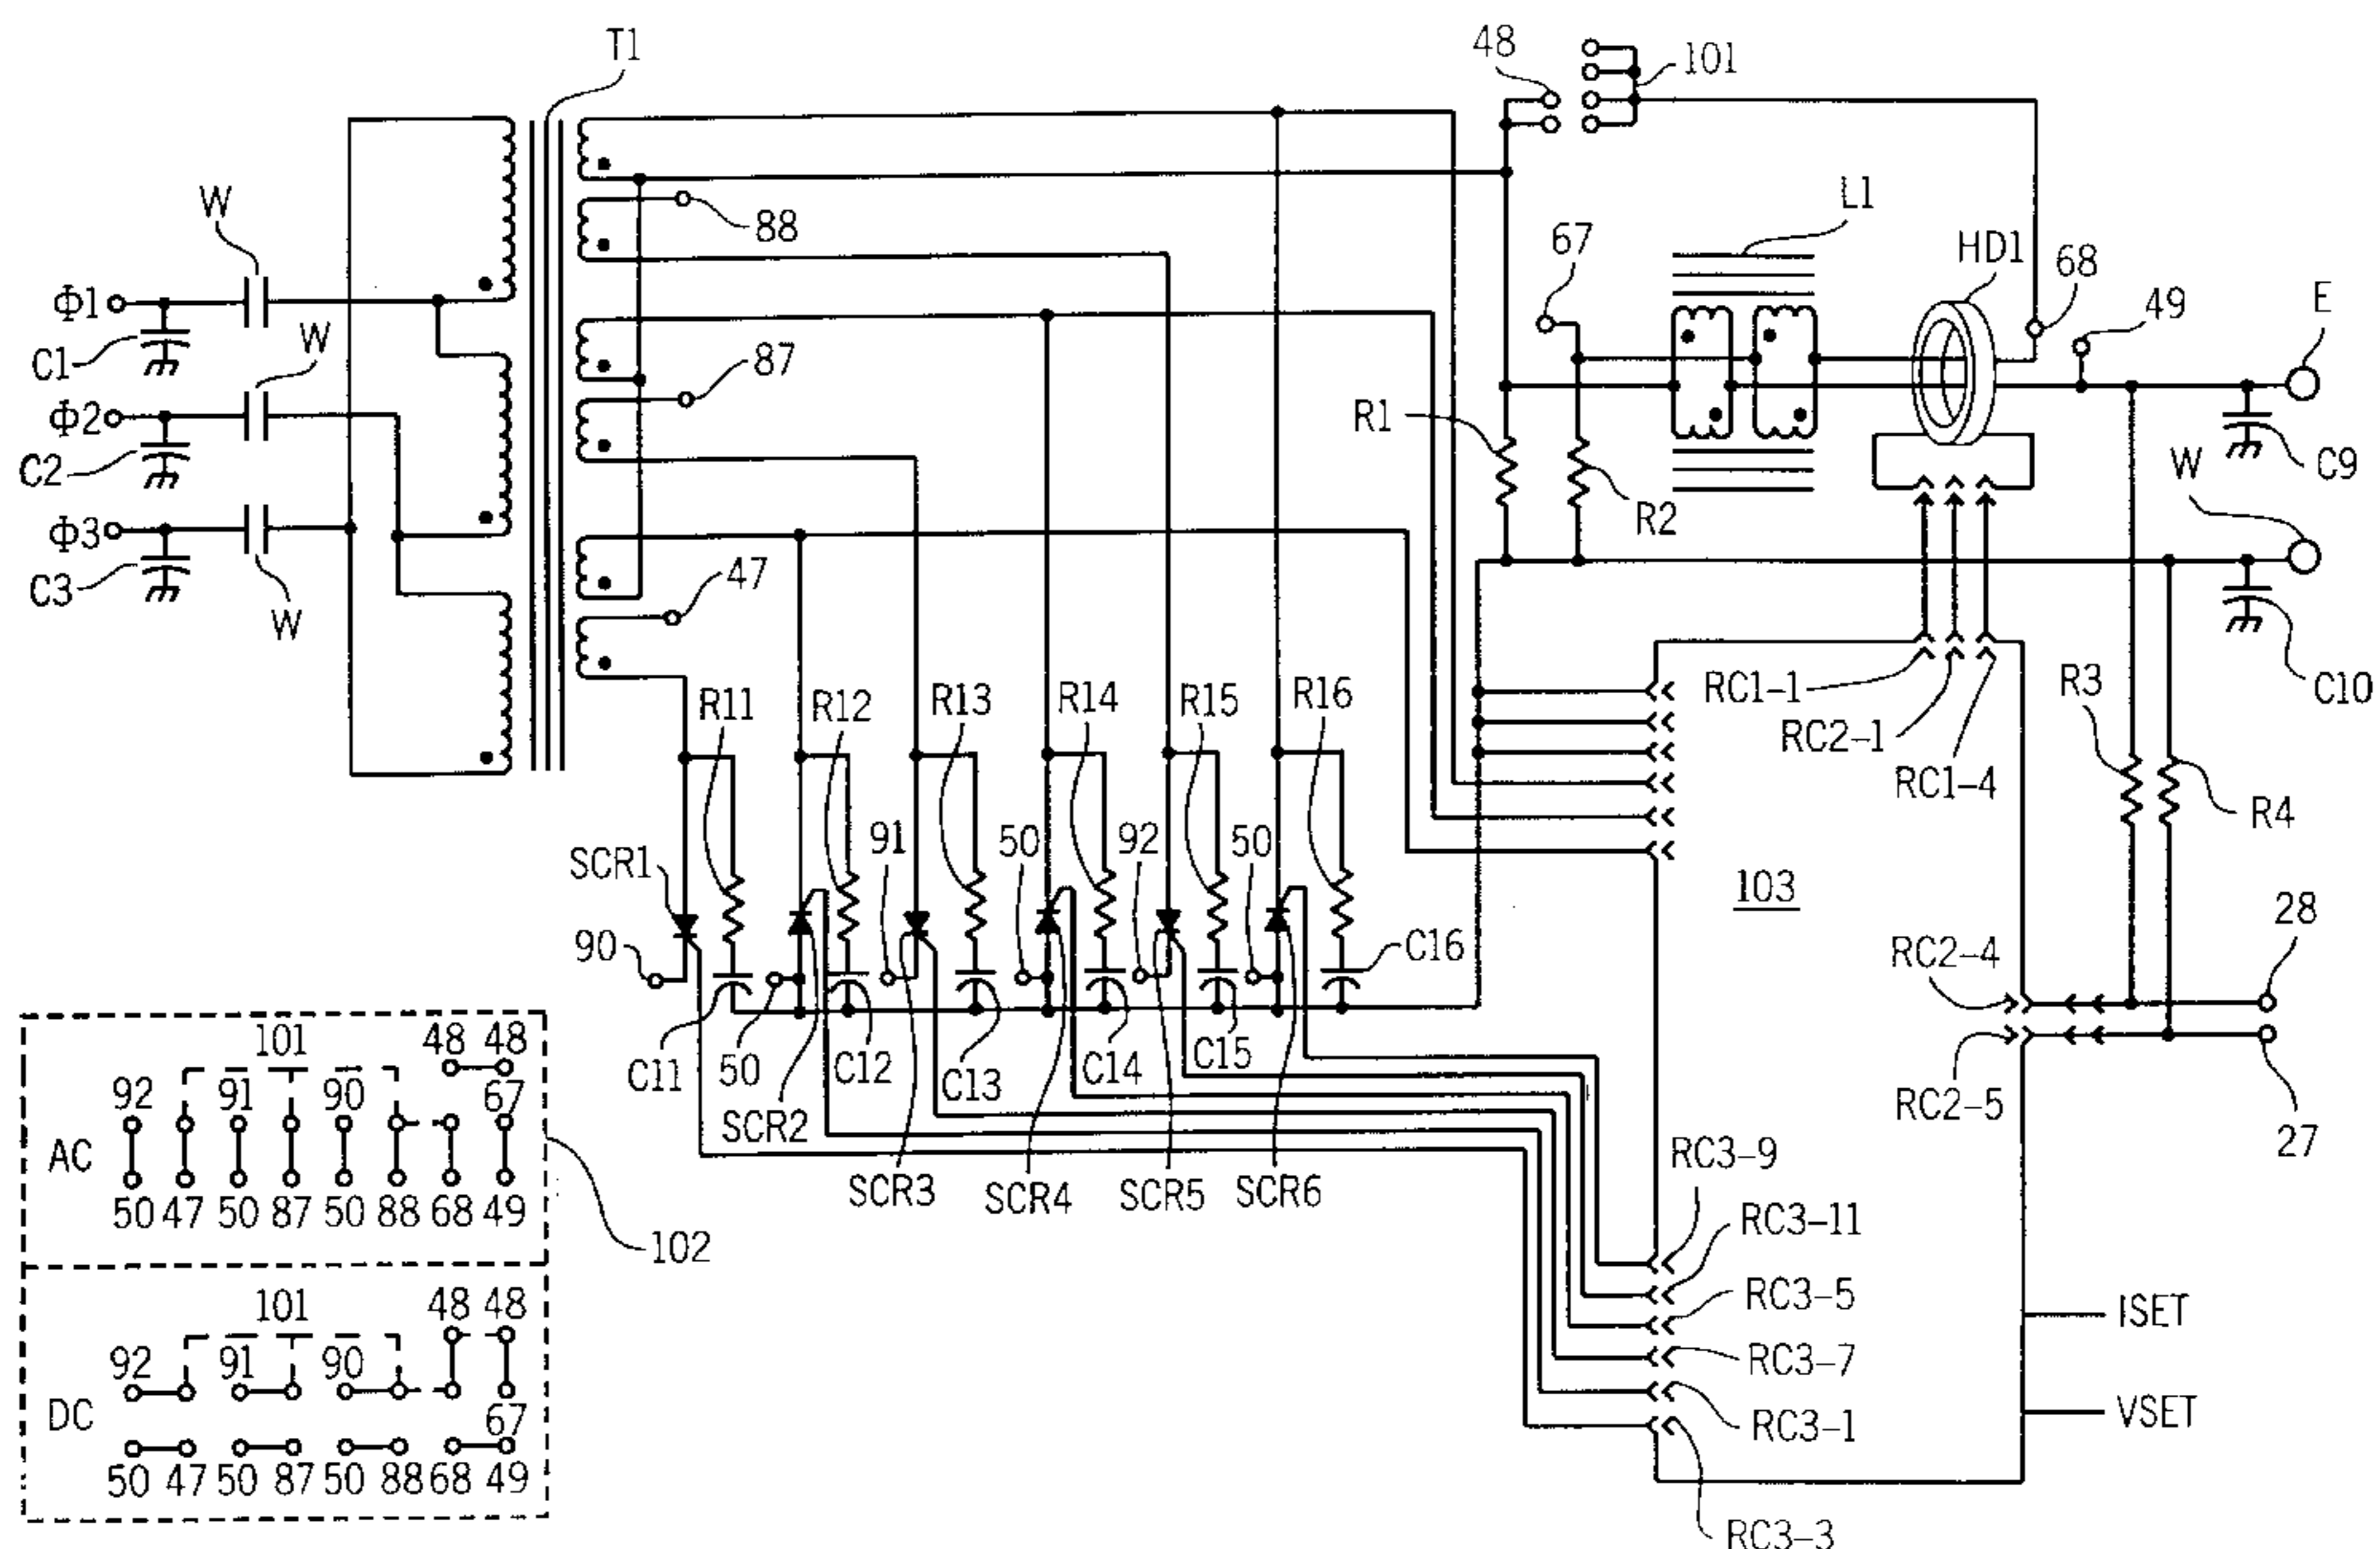 T1
48
101
W
88
67
L1
HD1
68
49
E
Φ1
C1
W
87
Φ2
R1
C2
R2
W
C9
Φ3
C3
W
47
R11
R12
R13
R14
R15
R16
RC1-1
RC2-1
RC1-4
R3
C10
R4
SCR1
91
50
92
50
103
90
C16
28
RC2-4
C11
50
C12
C13
C14
C15
RC2-5
27
SCR2
SCR3
SCR4
SCR5
SCR6
RC3-9
RC3-11
RC3-5
RC3-7
RC3-1
RC3-3
ISET
VSET
101 48 48
92 91 90 67
AC
50 47 50 87 50 88 68 49
102
101 48 48
92 91 90
DC
67
50 47 50 87 50 88 68 49